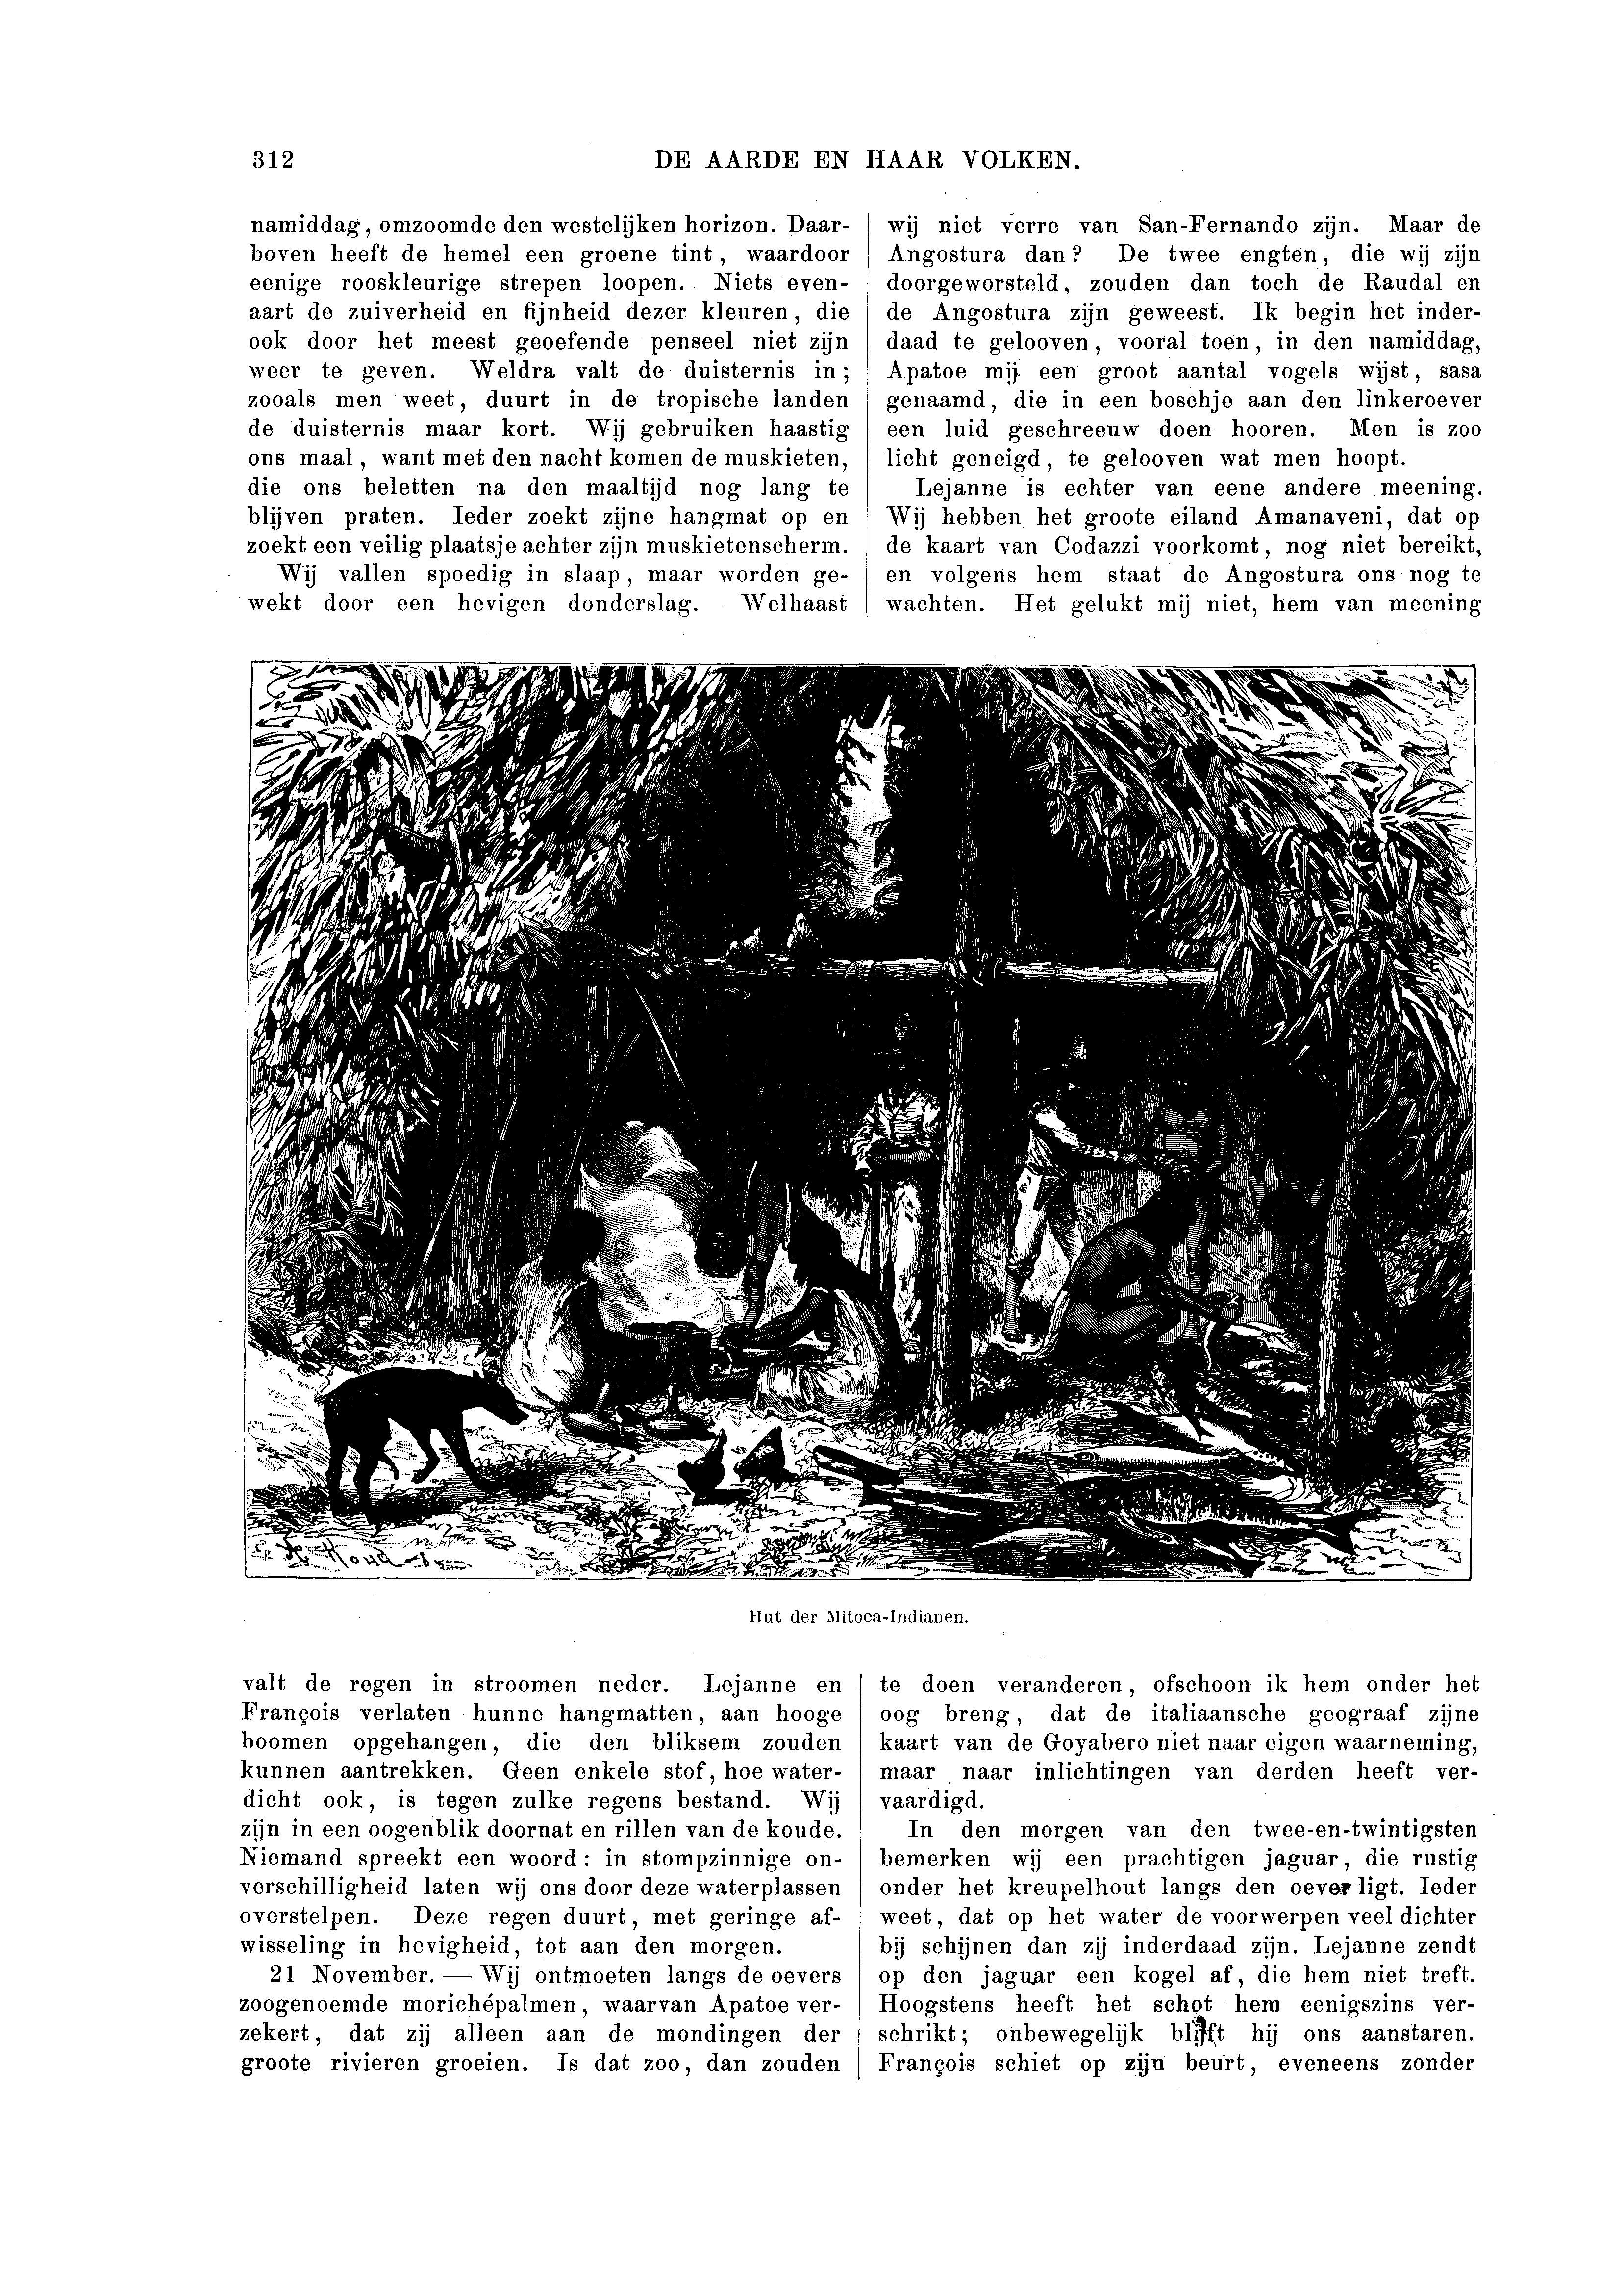 312
DE AARDE EN HAAR VOLKEN.
namiddag, omzoomde den westelijken horizon. Daar-
boven heeft de hemel een groene tint, waardoor
eenige rooskleurige strepen loopen. Niets even-
aart de zuiverheid en fijnheid dezer kleuren, die
ook door het meest geoefende penseel niet zijn
weer te geven. Weldra valt de duisternis in;
zooals men weet, duurt in de tropische landen
de duisternis maar kort. Wij gebruiken haastig
ons maal, want met den nacht komen de muskieten,
die ons beletten na den maaltijd nog lang te
blijven praten. Ieder zoekt zijne hangmat op en
zoekt een veilig plaatsje achter zijn muskietenscherm.
Wij vallen spoedig in slaap, maar worden ge-
wekt door een hevigen donderslag. Welhaast
valt de regen in stroomen neder. Lejanne en
François verlaten hunne hangmatten, aan hooge
boomen opgehangen, die den bliksem zouden
kunnen aantrekken. Geen enkele stof, hoe water-
dicht ook, is tegen zulke regens bestand. Wij
zijn in een oogenblik doornat en rillen van de koude.
Niemand spreekt een woord: in stompzinnige on-
verschilligheid laten wij ons door deze waterplassen
overstelpen. Deze regen duurt, met geringe af-
wisseling in hevigheid, tot aan den morgen.
21 November. — Wij ontmoeten langs de oevers
zoogenoemde morichépalmen, waarvan Apatoe ver-
zekert, dat zij alleen aan de mondingen der
groote rivieren groeien. Is dat zoo, dan zouden
wij niet verre van San-Fernando zijn. Maar de
Angostura dan? De twee engten, die wij zijn
doorgeworsteld, zouden dan toch de Raudal en
de Angostura zijn geweest. Ik begin het inder-
daad te gelooven, vooral toen, in den namiddag,
Apatoe mij een groot aantal vogels wijst, sasa
genaamd, die in een boschje aan den linkeroever
een luid geschreeuw doen hooren. Men is zoo
licht geneigd, te gelooven wat men hoopt.
Lejanne is echter van eene andere meening.
Wij hebben het groote eiland Amanaveni, dat op
de kaart van Codazzi voorkomt, nog niet bereikt,
en volgens hem staat de Angostura ons nog te
wachten. Het gelukt mij niet, hem van meening
te doen veranderen, ofschoon ik hem onder het
oog breng, dat de italiaansche geograaf zijne
kaart van de Goyabero niet naar eigen waarneming,
maar naar inlichtingen van derden heeft ver-
vaardigd.
In den morgen van den twee-en-twintigsten
bemerken wij een prachtigen jaguar, die rustig
onder het kreupelhout langs den oever ligt. Ieder
weet, dat op het water de voorwerpen veel dichter
bij schijnen dan zij inderdaad zijn. Lejanne zendt
op den jaguar een kogel af, die hem niet treft.
Hoogstens heeft het schot hem eenigszins ver-
schrikt; onbewegelijk blijft hij ons aanstaren.
François schiet op zijn beurt, eveneens zonder
Hut der Mitoea-Indianen.